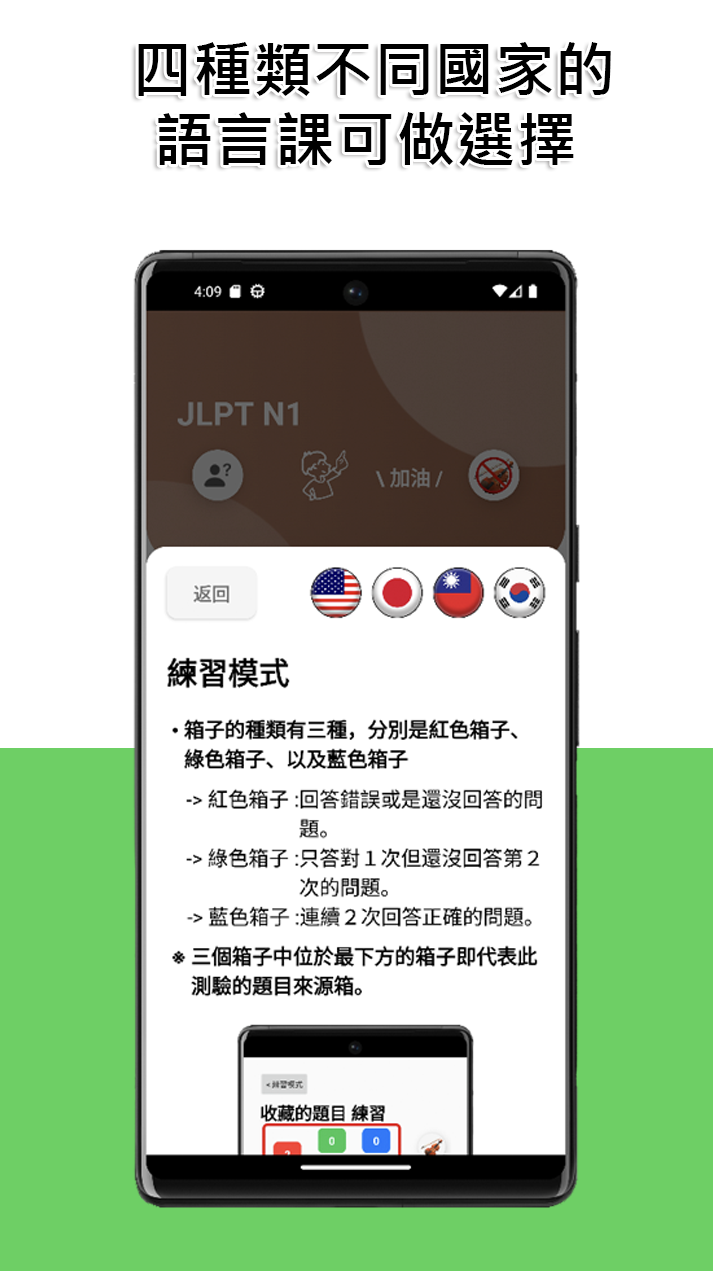 四種類不同國家的
語言課可做選擇
4:09
JLPT N1
\ 加油 /
返回
練習模式
• 箱子的種類有三種，分別是紅色箱子、
綠色箱子、以及藍色箱子
-> 紅色箱子 :回答錯誤或是還沒回答的問
題。
-> 綠色箱子 :只答對１次但還沒回答第２
次的問題。
-> 藍色箱子 :連續２次回答正確的問題。
※ 三個箱子中位於最下方的箱子即代表此
測驗的題目來源箱。
< 練習模式
收藏的題目 練習
0 0